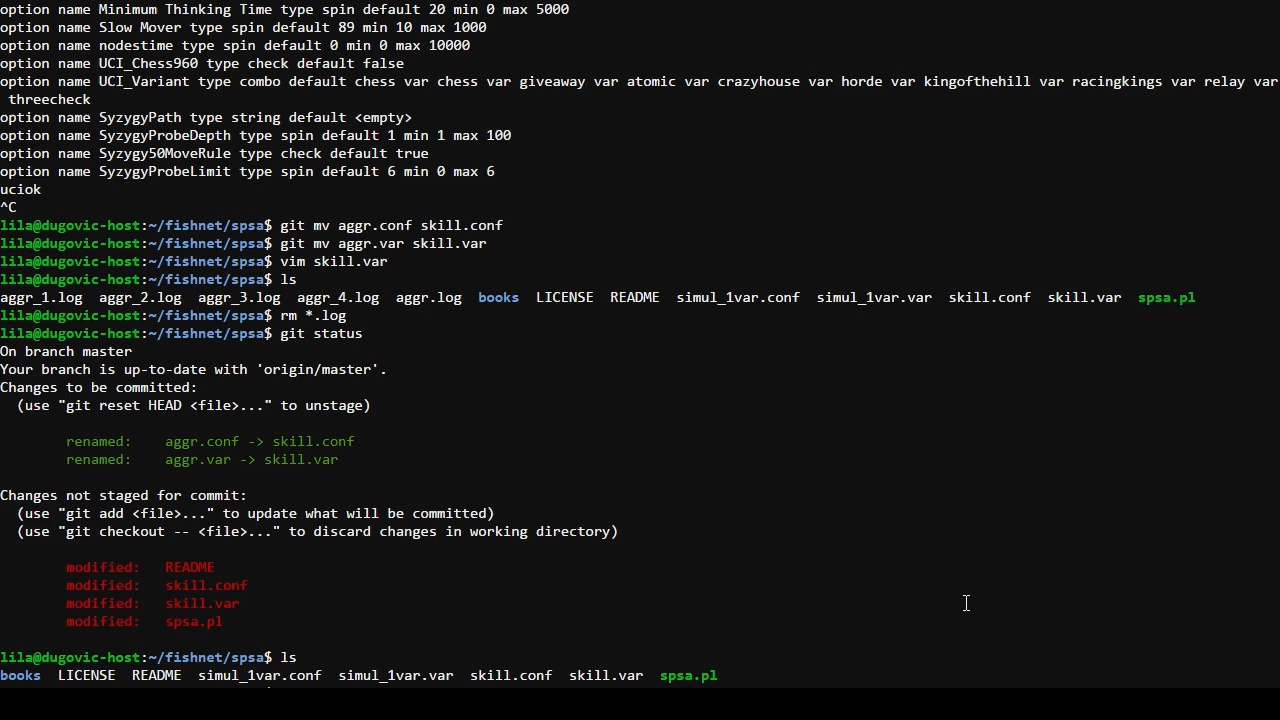 option name Minimum Thinking Time type spin default 20 min 0 max 5000
option name Slow Mover type spin default 89 min 10 max 1000
option name nodestime type spin default 0 min 0 max 10000
option name UCI_Chess960 type check default false
option name UCI_Variant type combo default chess var chess var giveaway var atomic var crazyhouse var horde var kingofthehill var racingkings var relay var
 threecheck
option name SyzygyPath type string default <empty>
option name SyzygyProbeDepth type spin default 1 min 1 max 100
option name Syzygy50MoveRule type check default true
option name SyzygyProbeLimit type spin default 6 min 0 max 6
uciok
^C
lila@dugovic-host:~/fishnet/spsa$ git mv aggr.conf skill.conf
lila@dugovic-host:~/fishnet/spsa$ git mv aggr.var skill.var
lila@dugovic-host:~/fishnet/spsa$ vim skill.var
lila@dugovic-host:~/fishnet/spsa$ ls
aggr_1.log  aggr_2.log  aggr_3.log  aggr_4.log  aggr.log  books  LICENSE  README  simul_1var.conf  simul_1var.var  skill.conf  skill.var  spsa.pl
lila@dugovic-host:~/fishnet/spsa$ rm *.log
lila@dugovic-host:~/fishnet/spsa$ git status
On branch master
Your branch is up-to-date with 'origin/master'.
Changes to be committed:
  (use "git reset HEAD <file>..." to unstage)
        renamed:    aggr.conf -> skill.conf
        renamed:    aggr.var -> skill.var
Changes not staged for commit:
  (use "git add <file>..." to update what will be committed)
  (use "git checkout -- <file>..." to discard changes in working directory)
        modified:   README
        modified:   skill.conf
        modified:   skill.var
        modified:   spsa.pl
lila@dugovic-host:~/fishnet/spsa$ ls
books  LICENSE  README  simul_1var.conf  simul_1var.var  skill.conf  skill.var  spsa.pl